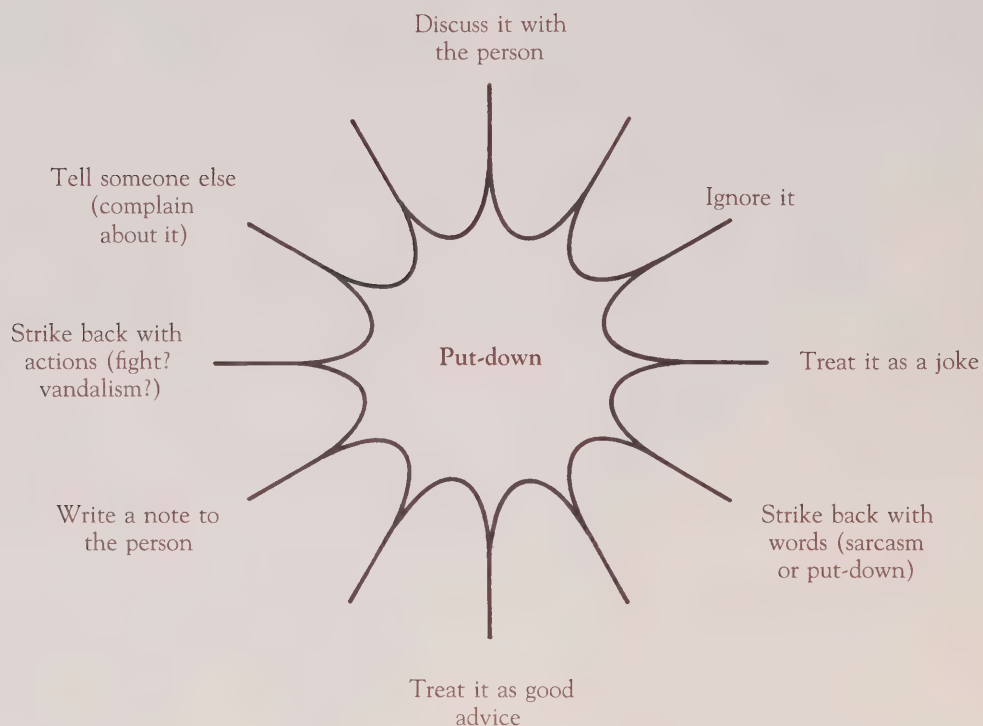 Discuss it with
the person
Ignore it
Tell someone else
(complain
about it)
Strike back with
actions (fight?
vandalism?)
Put-down
Treat it as a joke
Write a note to
the person
Strike back with
words (sarcasm
or put-down)
Treat it as good
advice